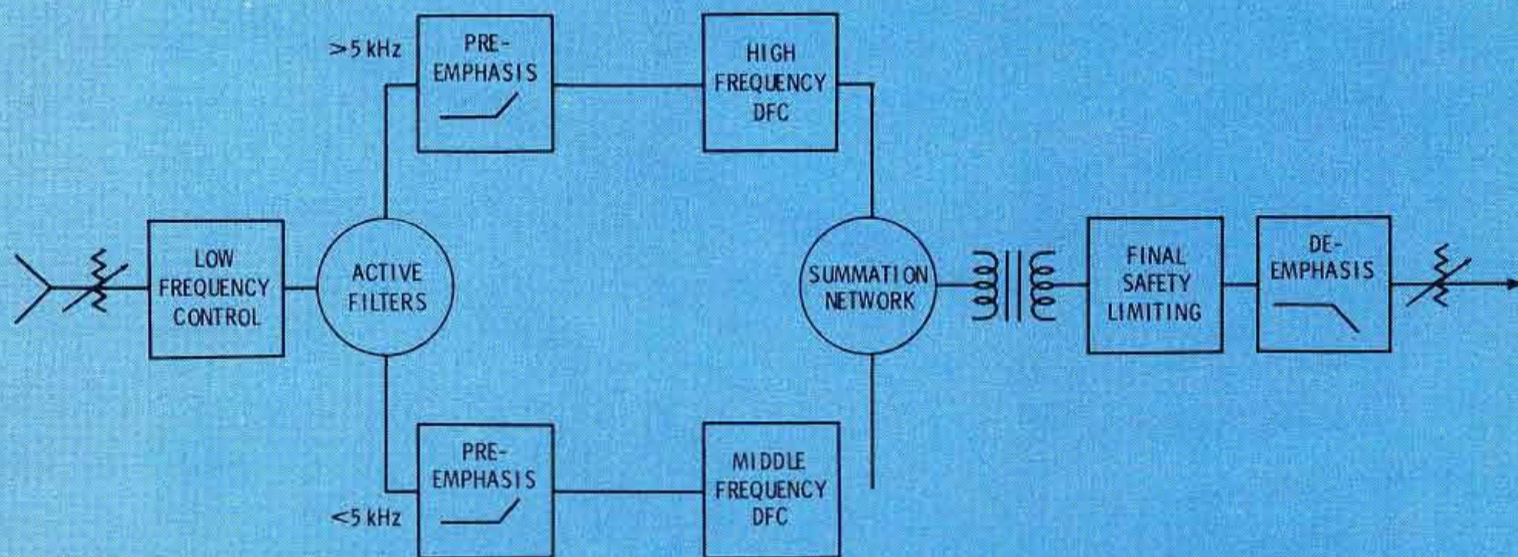 >5 kHz
PRE-
EMPHASIS
HIGH
FREQUENCY
DFC
LOW
FREQUENCY
CONTROL
ACTIVE
FILTERS
SUMMATION
NETWORK
FINAL
SAFETY
LIMITING
DE-
EMPHASIS
<5 kHz
PRE-
EMPHASIS
MIDDLE
FREQUENCY
DFC